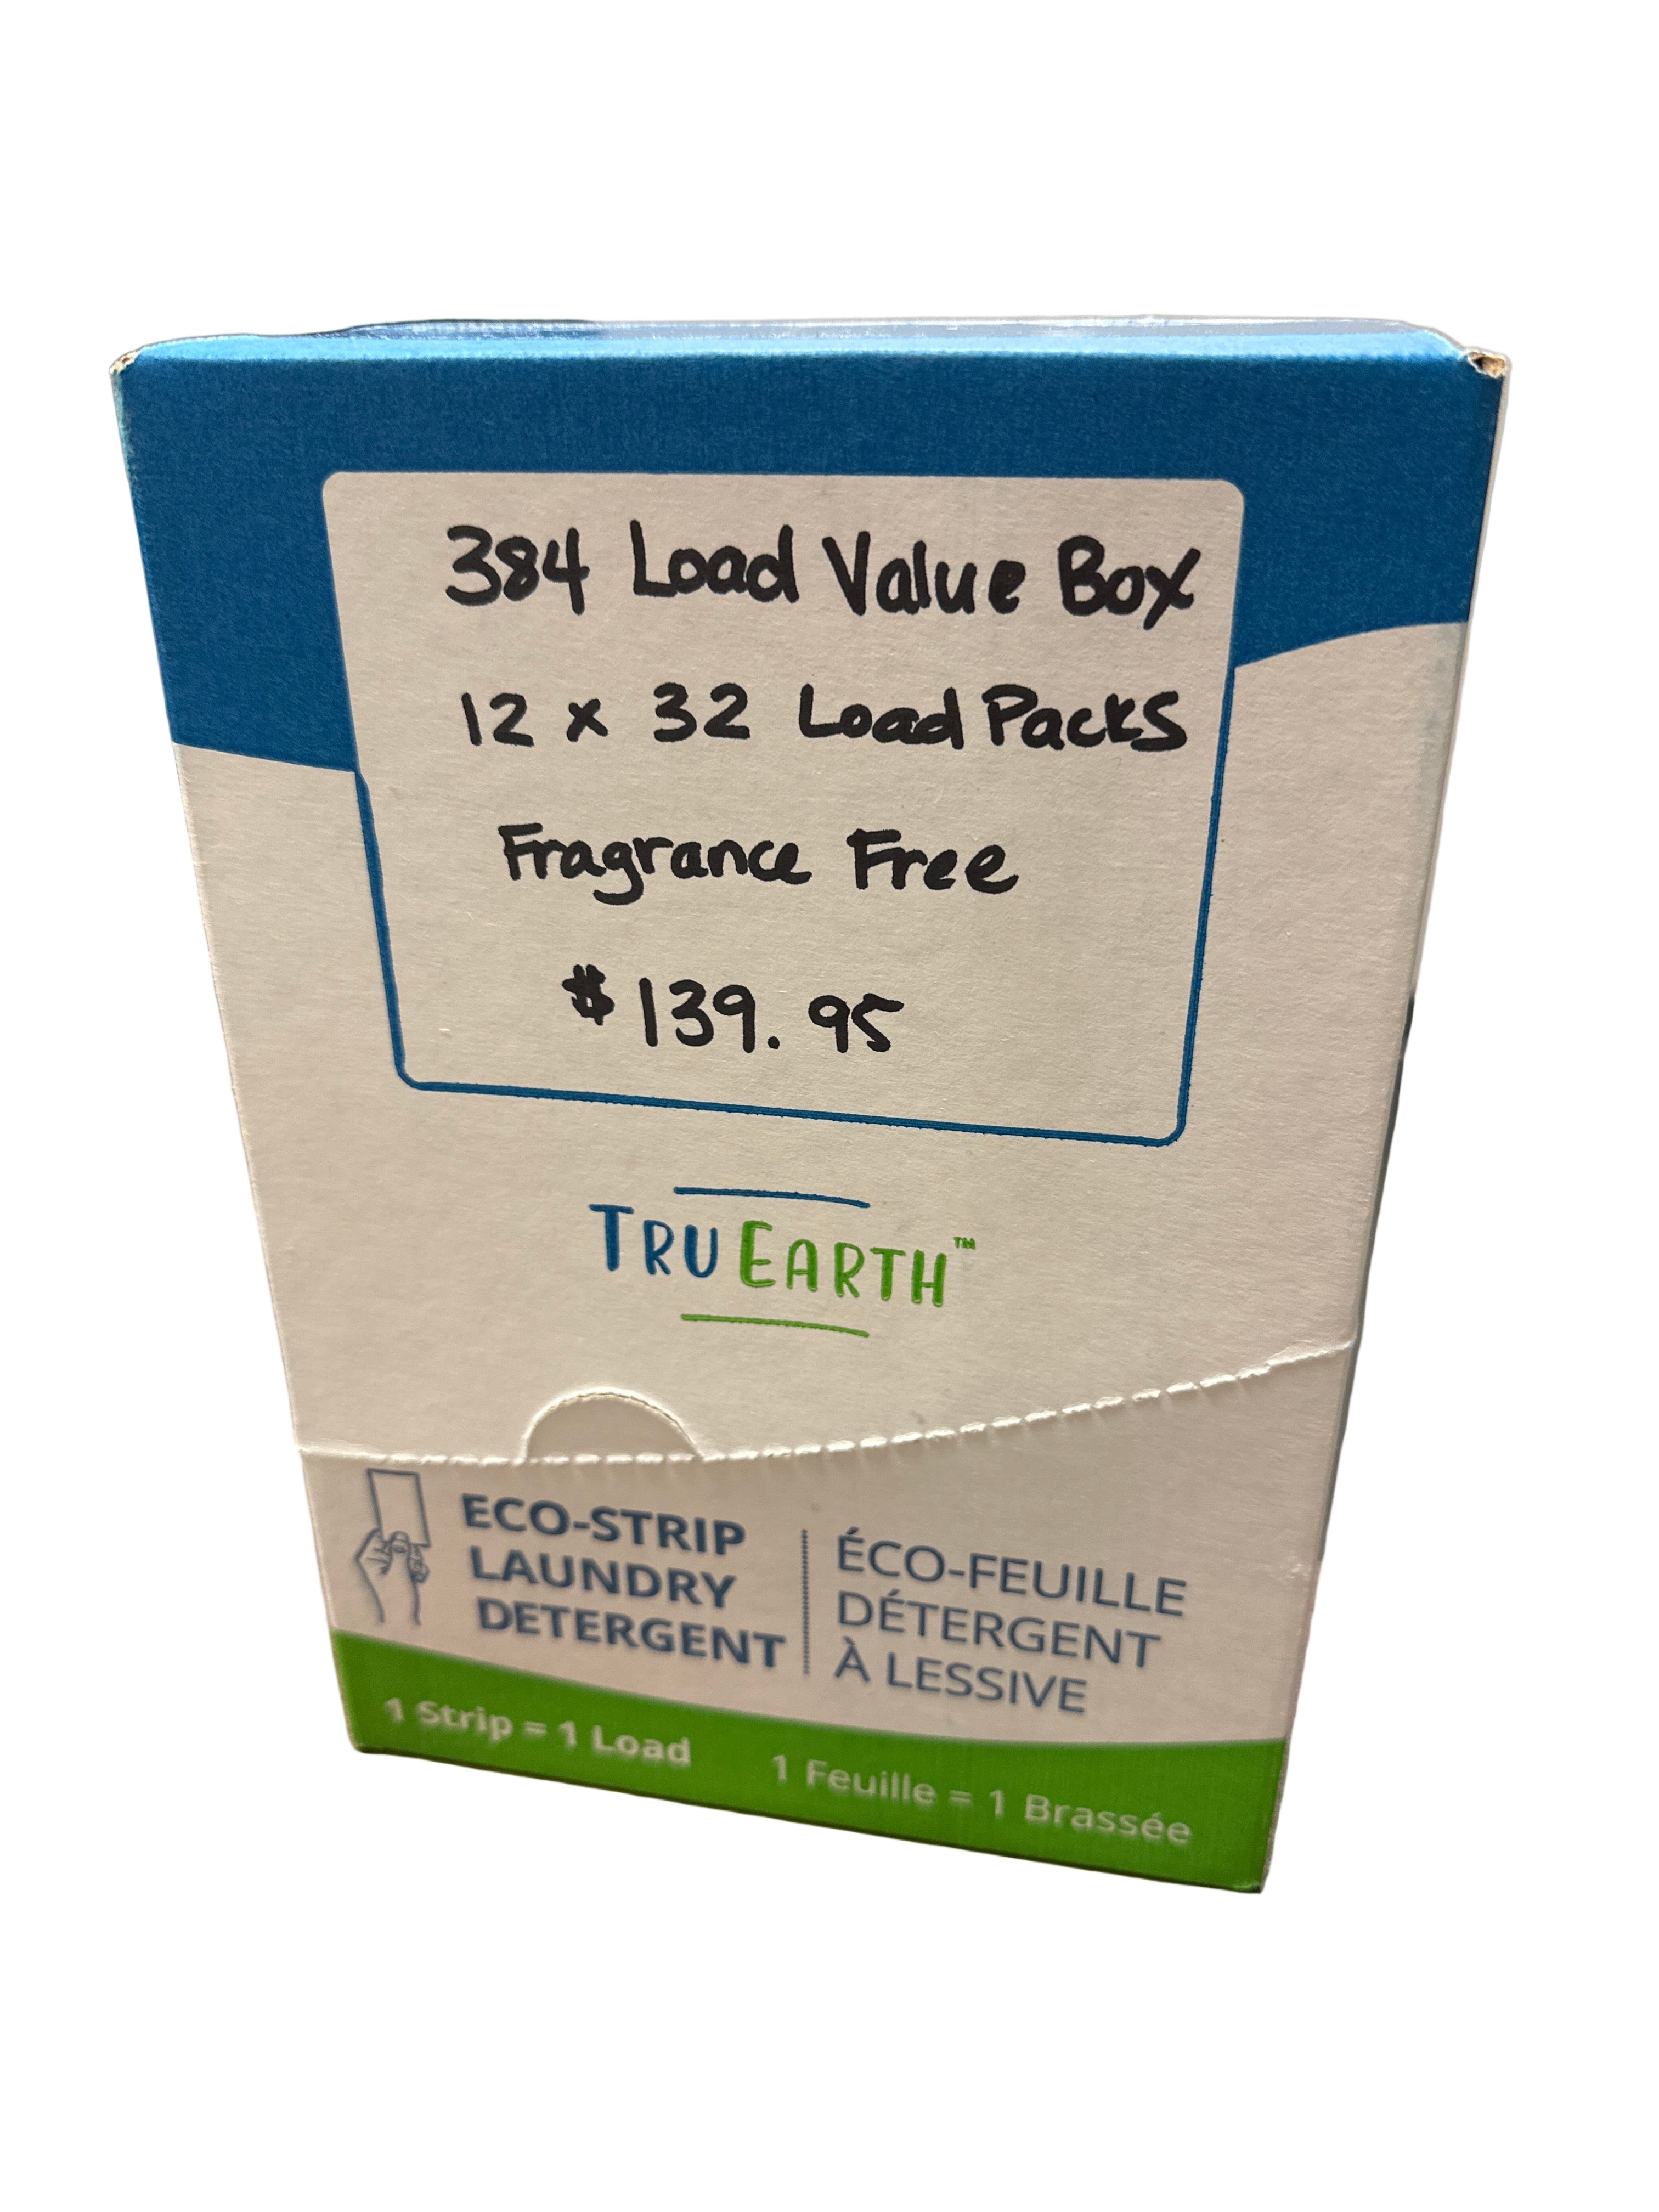 384 Load Value Box
12 x 32 Load Packs
Fragrance Free
$139.95
TRU EARTH™
ECO-STRIP
LAUNDRY
DETERGENT
ÉCO-FEUILLE
DÉTERGENT
À LESSIVE
1 Strip = 1 Load
1 Feuille = 1 Brassée